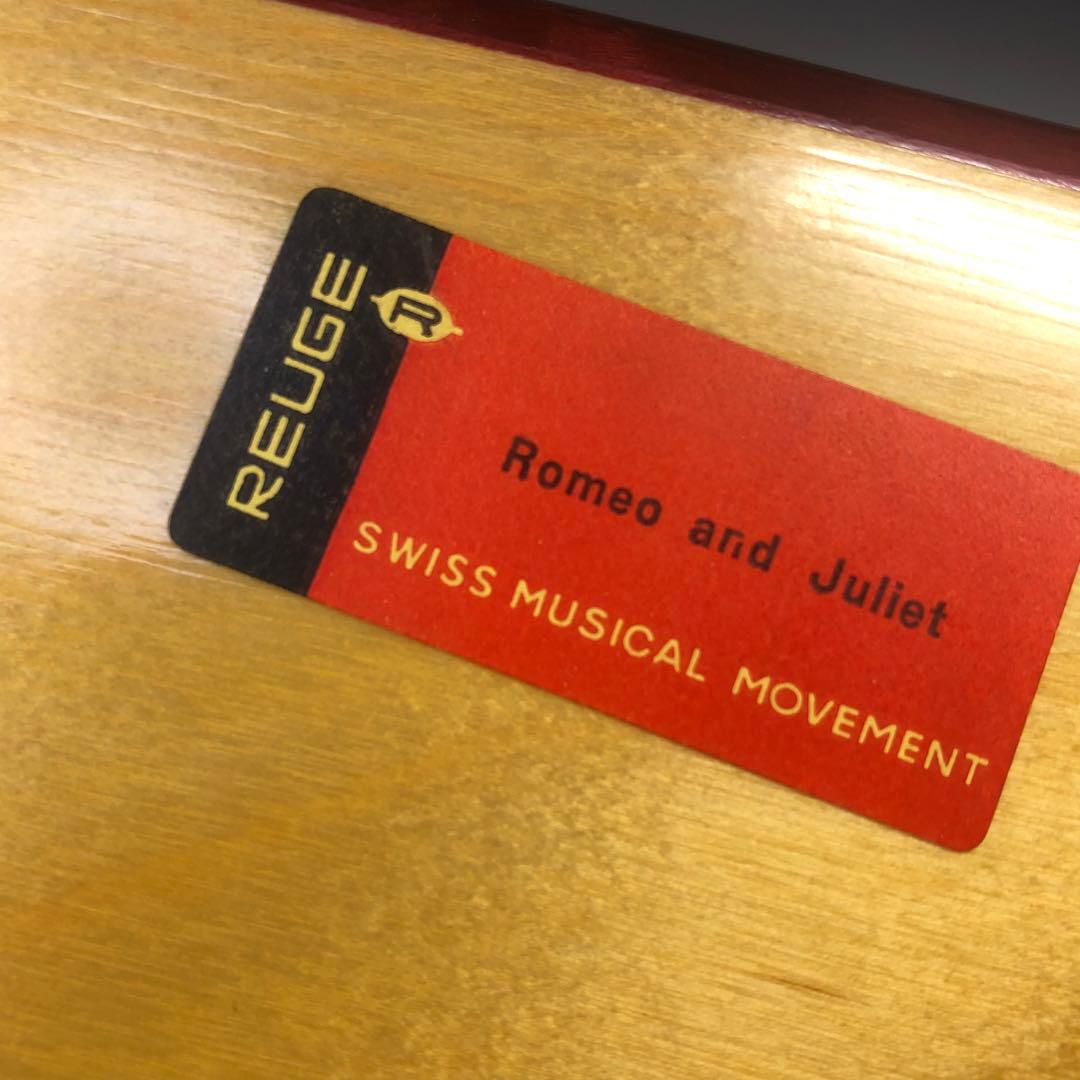 REUGE
R
Romeo and Juliet
SWISS MUSICAL MOVEMENT